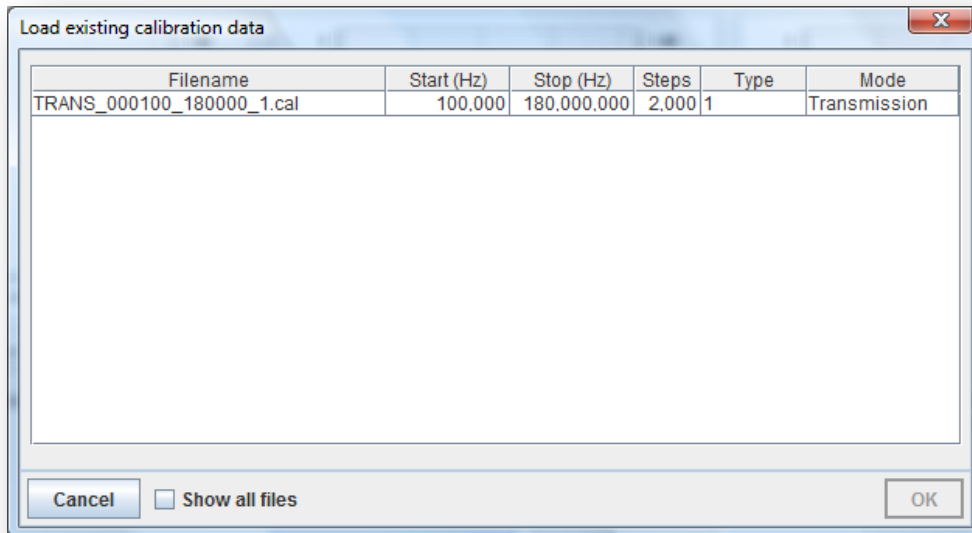 Load existing calibration data
Filename Start (Hz) Stop (Hz) Steps Type Mode
TRANS_000100_180000_1.cal 100,000 180,000,000 2,000 1 Transmission
Cancel Show all files OK